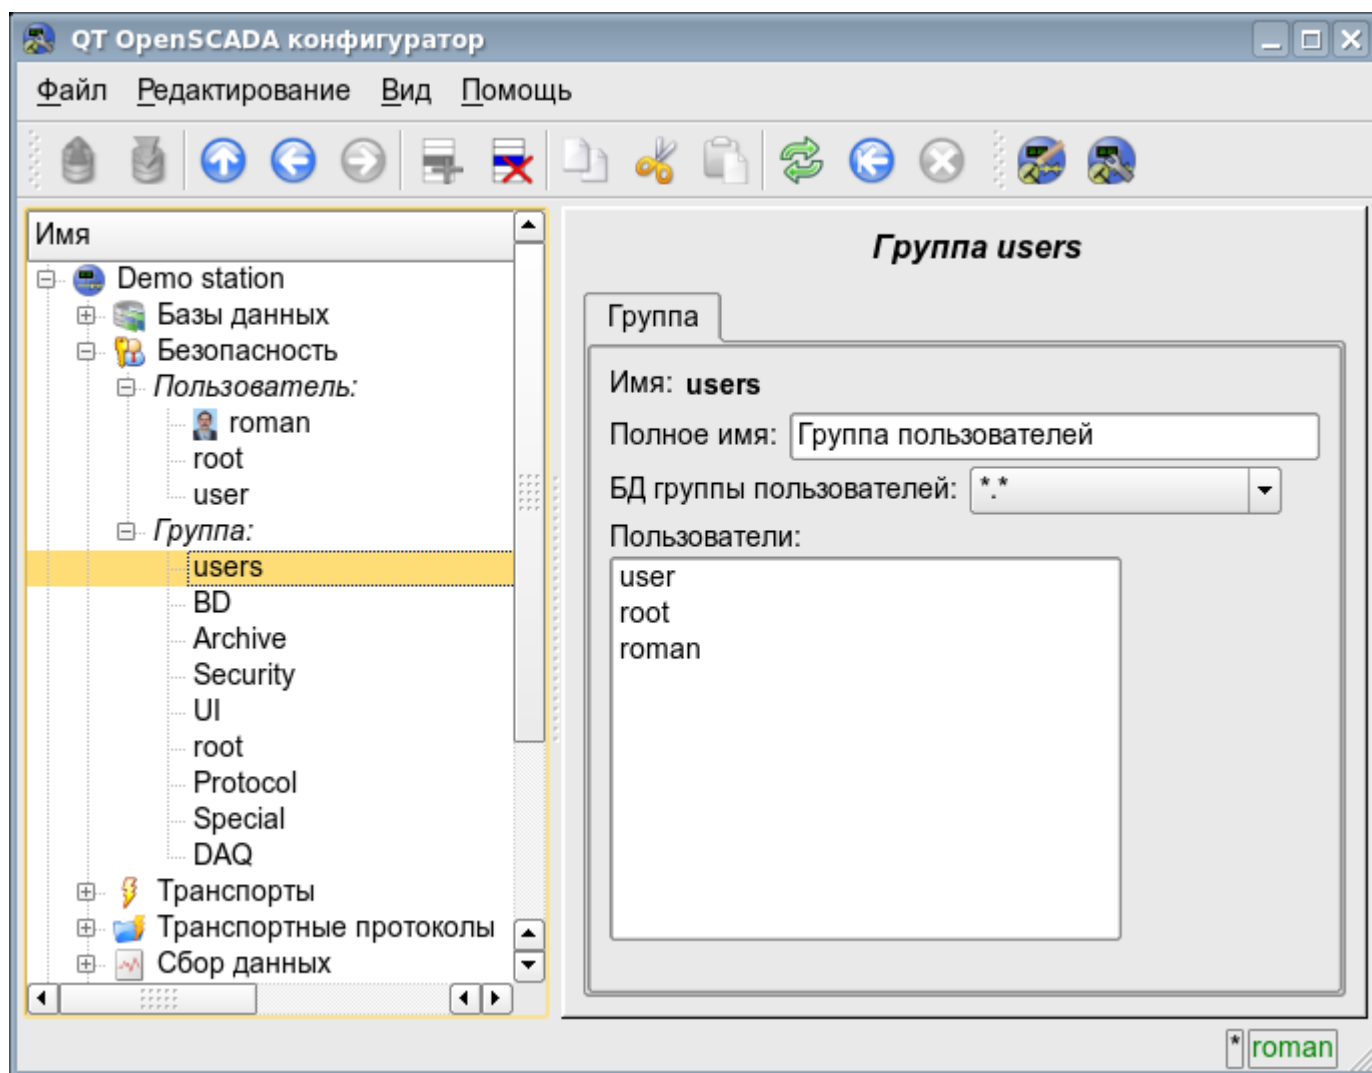 QT OpenSCADA конфигуратор
Файл Редактирование Вид Помощь
Имя
Demo station
Базы данных
Безопасность
Пользователь:
roman
root
user
Группа:
users
BD
Archive
Security
UI
root
Protocol
Special
DAQ
Транспорты
Транспортные протоколы
Сбор данных
Группа users
Группа
Имя: users
Полное имя: Группа пользователей
БД группы пользователей: *.*
Пользователи:
user
root
roman
* roman